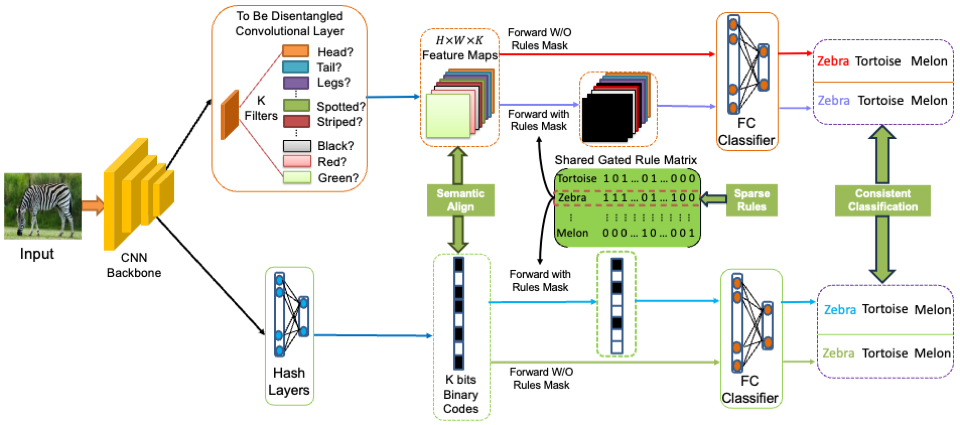 To Be Disentangled
Convolutional Layer
Head?
Tail?
Legs?
Spotted?
Striped?
Black?
Red?
Green?
K
Filters
H×W×K
Feature Maps
Forward W/O
Rules Mask
Forward with
Rules Mask
FC
Classifier
Zebra Tortoise Melon
Zebra Tortoise Melon
Input
CNN
Backbone
Semantic
Align
Shared Gated Rule Matrix
Tortoise 1 0 1 ... 0 1 ... 0 0 0
Zebra 1 1 1 ... 0 1 ... 1 0 0
Melon 0 0 0 ... 1 0 ... 0 0 1
Sparse
Rules
Consistent
Classification
Hash
Layers
K bits
Binary
Codes
Forward with
Rules Mask
Forward W/O
Rules Mask
FC
Classifier
Zebra Tortoise Melon
Zebra Tortoise Melon